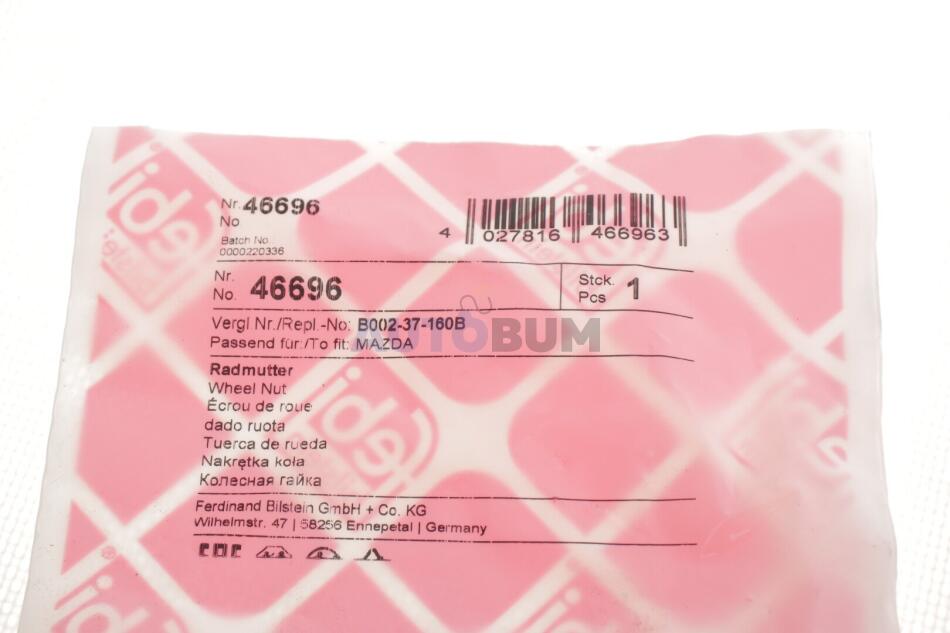 Nr. 46696
No
Batch No.
0000220336
4 027816 466963
Nr.
No. 46696
Stck.
Pcs 1
Vergl Nr./Repl.-No: B002-37-160B
Passend für:/To fit: MAZDA
AUTOBUM
Radmutter
Wheel Nut
Écrou de roue
dado ruota
Tuerca de rueda
Nakrętka koła
Колесная гайка
Ferdinand Bilstein GmbH + Co. KG
Wilhelmstr. 47 | 58256 Ennepetal | Germany
febi
febi